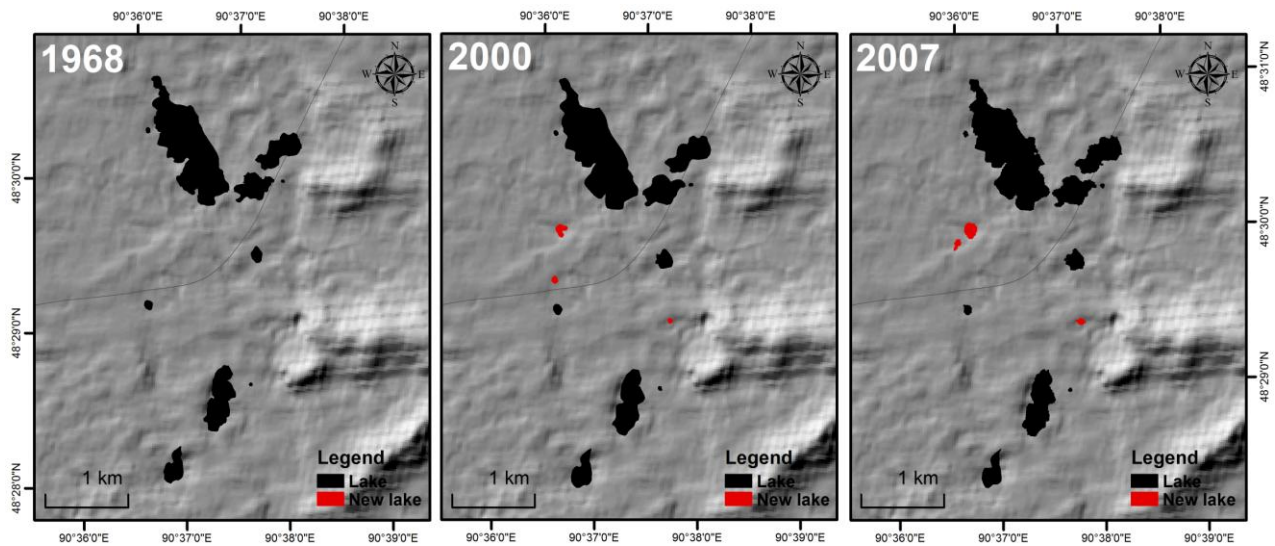 90°36'0"E 90°37'0"E 90°38'0"E
90°36'0"E 90°37'0"E 90°38'0"E
90°36'0"E 90°37'0"E 90°38'0"E
1968
N
W E
S
48°30'0"N
48°29'0"N
48°28'0"N
Legend
Lake
New lake
1 km
2000
N
W E
S
Legend
Lake
New lake
1 km
2007
N
W E
S
48°31'0"N
48°30'0"N
48°29'0"N
Legend
Lake
New lake
1 km
90°36'0"E 90°37'0"E 90°38'0"E 90°39'0"E
90°36'0"E 90°37'0"E 90°38'0"E 90°39'0"E
90°36'0"E 90°37'0"E 90°38'0"E 90°39'0"E